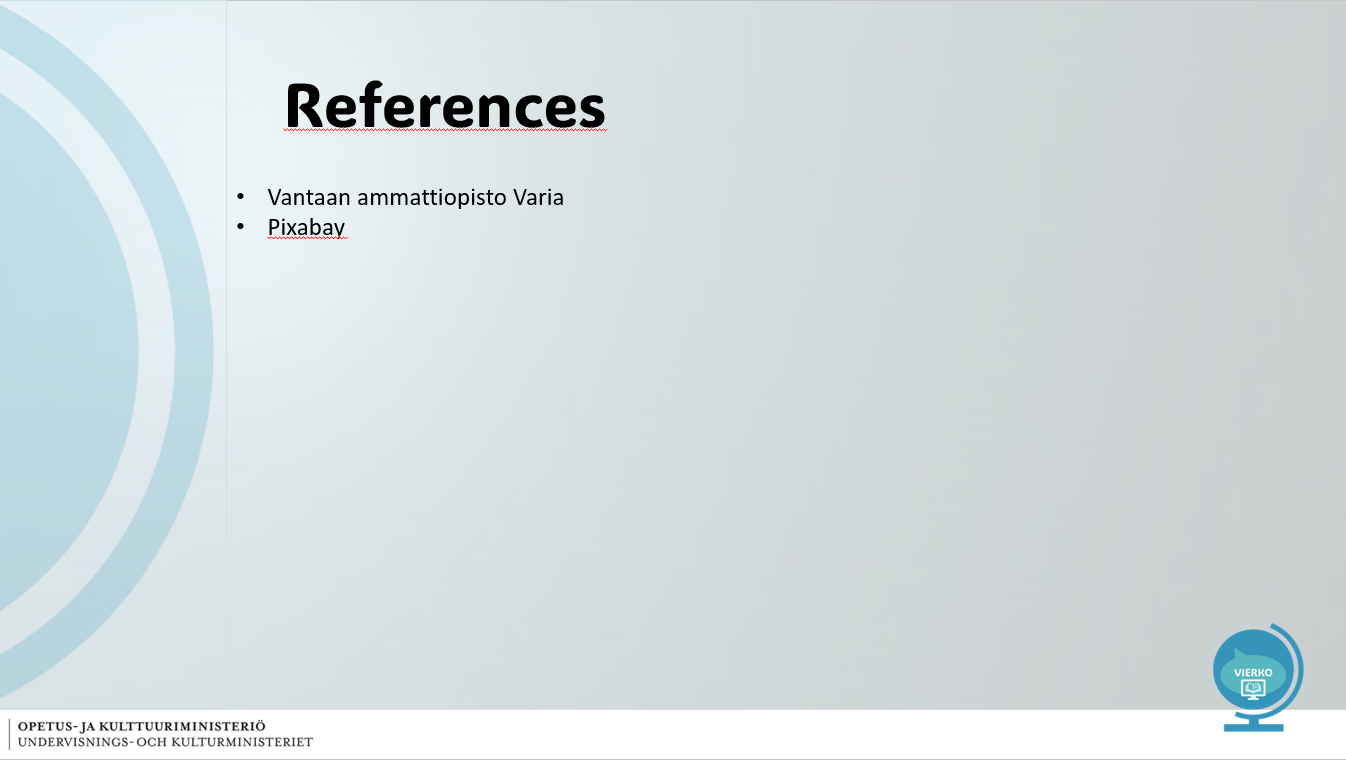 References
• Vantaan ammattiopisto Varia
• Pixabay
VIERKO
OPETUS- JA KULTTUURIMINISTERIÖ
UNDERVISNINGS- OCH KULTURMINISTERIET